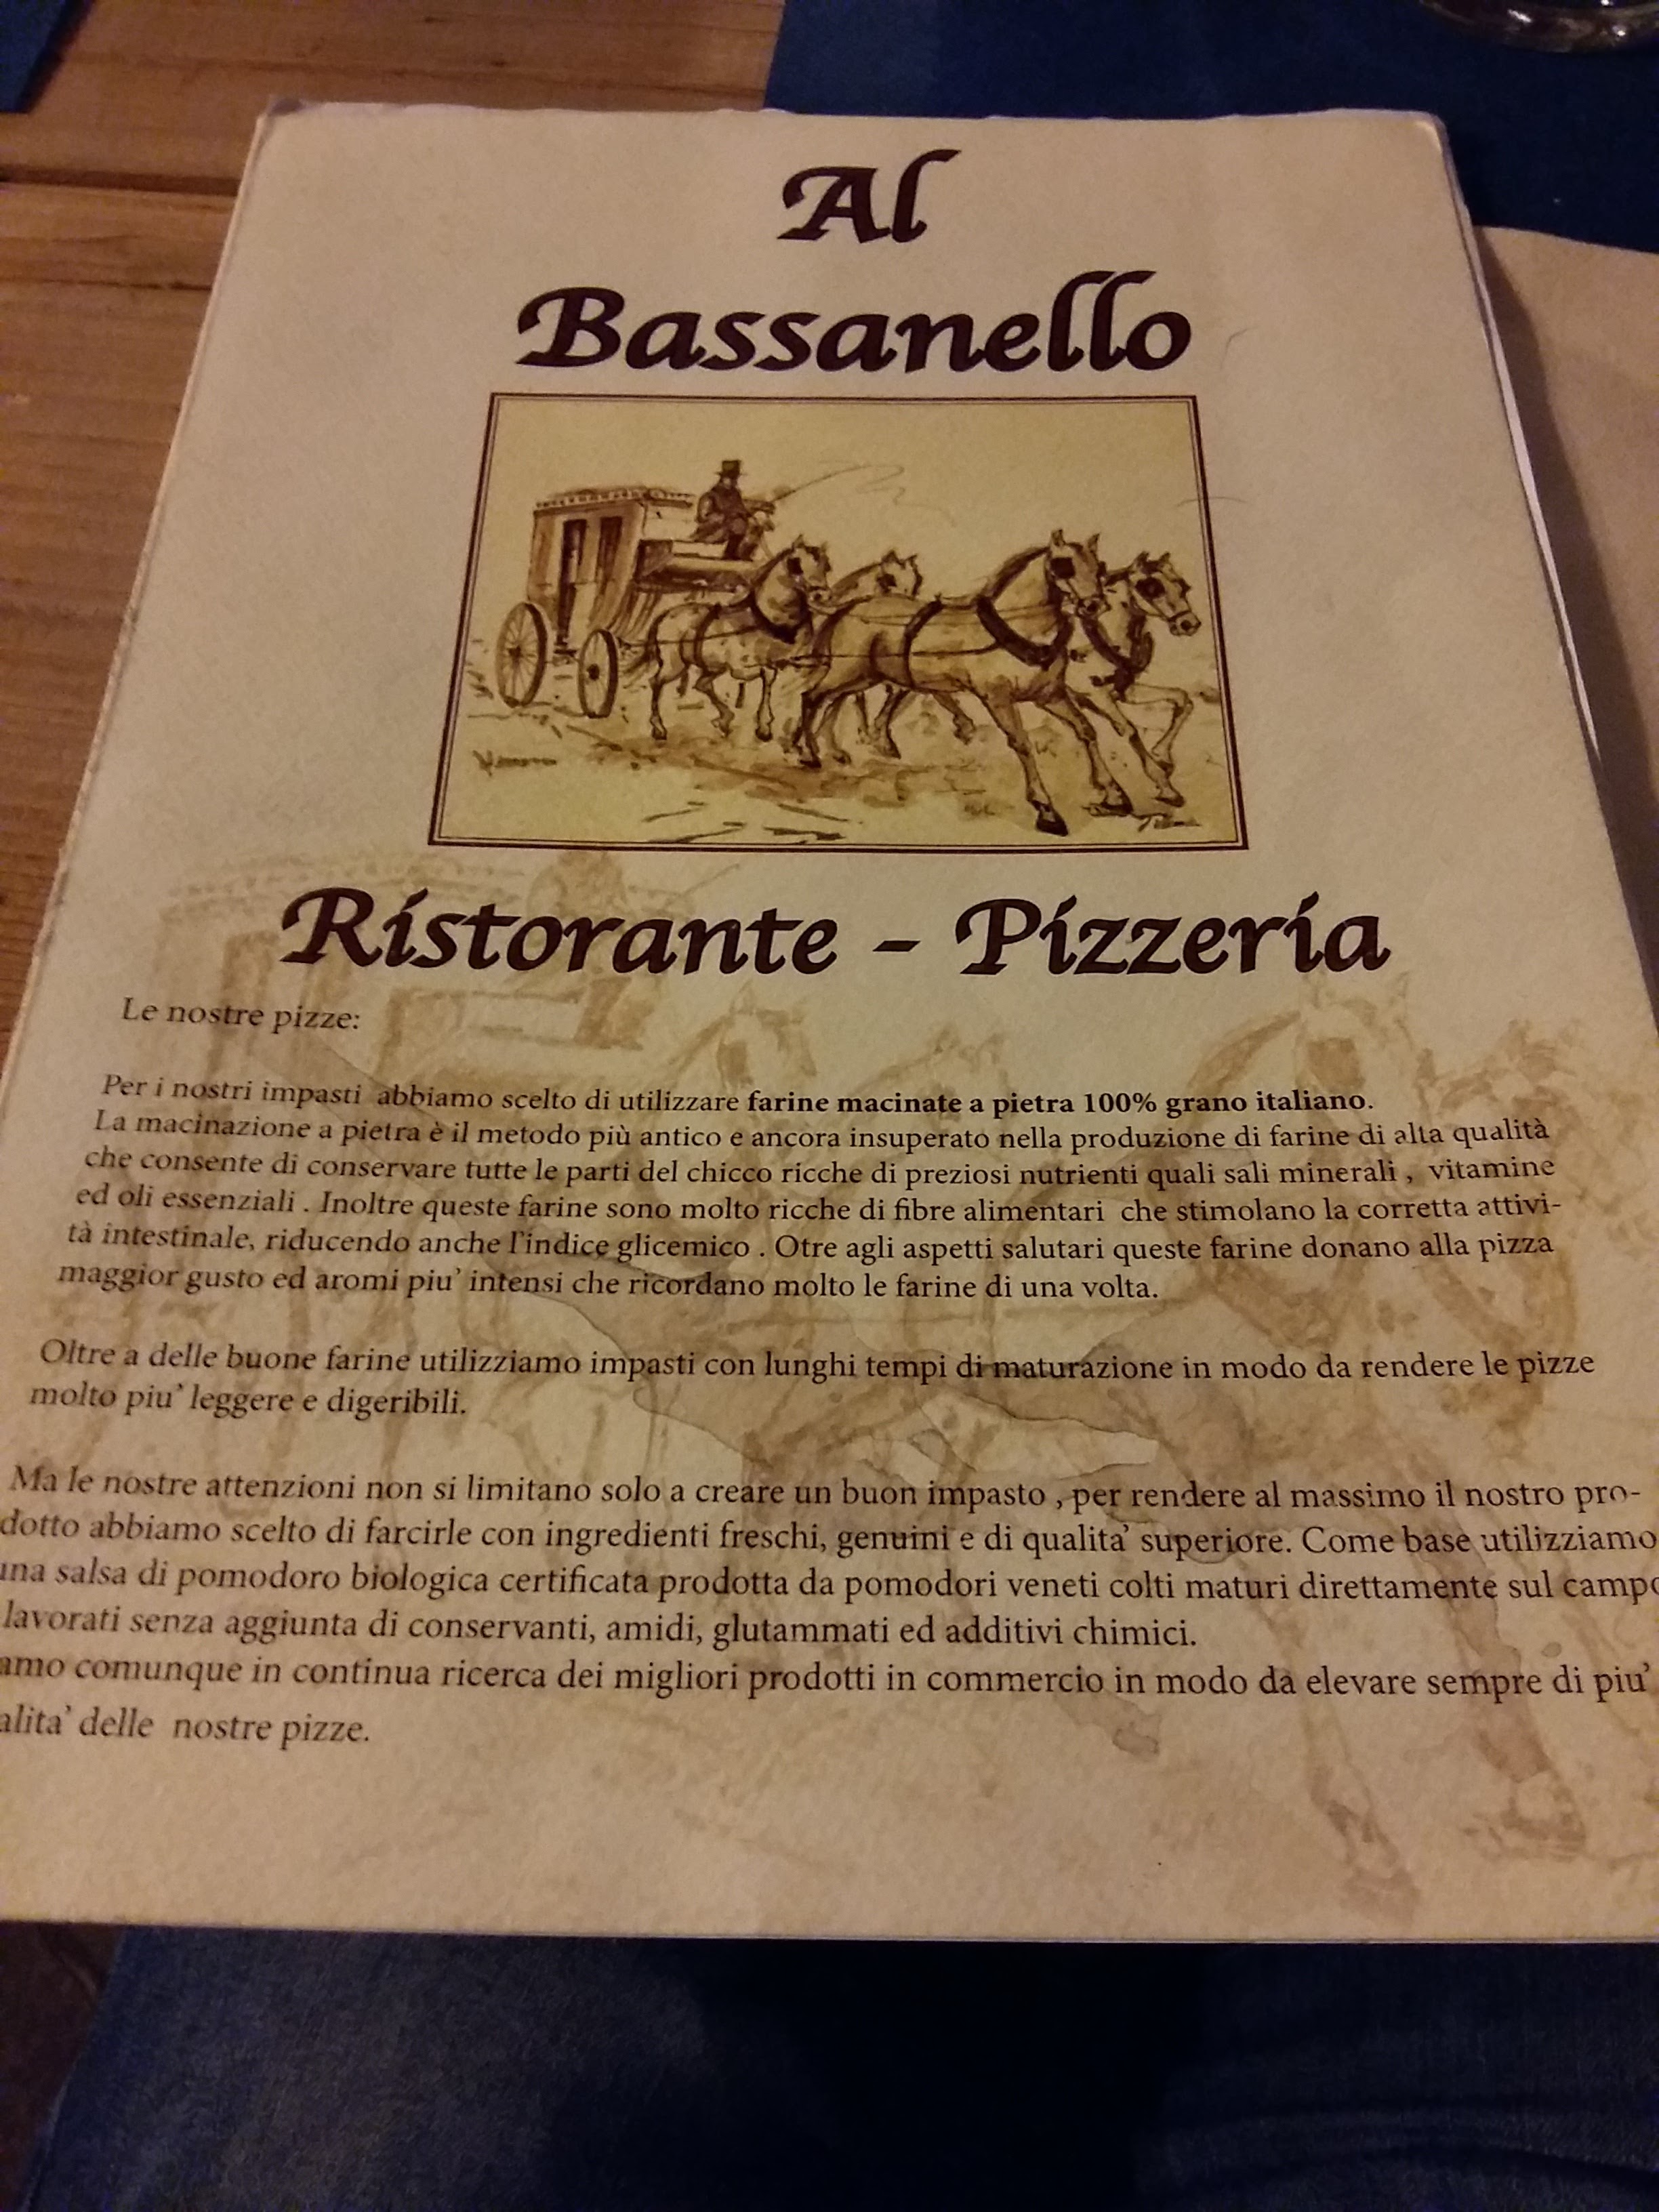 Al
Bassanello
Ristorante - Pizzeria
Le nostre pizze:
Per i nostri impasti abbiamo scelto di utilizzare farine macinate a pietra 100% grano italiano.
La macinazione a pietra è il metodo più antico e ancora insuperato nella produzione di farine di alta qualità
che consente di conservare tutte le parti del chicco ricche di preziosi nutrienti quali sali minerali , vitamine
ed oli essenziali . Inoltre queste farine sono molto ricche di fibre alimentari che stimolano la corretta attivi-
tà intestinale, riducendo anche l'indice glicemico . Otre agli aspetti salutari queste farine donano alla pizza
maggior gusto ed aromi piu' intensi che ricordano molto le farine di una volta.
Oltre a delle buone farine utilizziamo impasti con lunghi tempi di maturazione in modo da rendere le pizze
molto piu' leggere e digeribili.
Ma le nostre attenzioni non si limitano solo a creare un buon impasto , per rendere al massimo il nostro pro-
dotto abbiamo scelto di farcirle con ingredienti freschi, genuini e di qualita' superiore. Come base utilizziamo
una salsa di pomodoro biologica certificata prodotta da pomodori veneti colti maturi direttamente sul campo
lavorati senza aggiunta di conservanti, amidi, glutammati ed additivi chimici.
amo comunque in continua ricerca dei migliori prodotti in commercio in modo da elevare sempre di piu'
alita' delle nostre pizze.